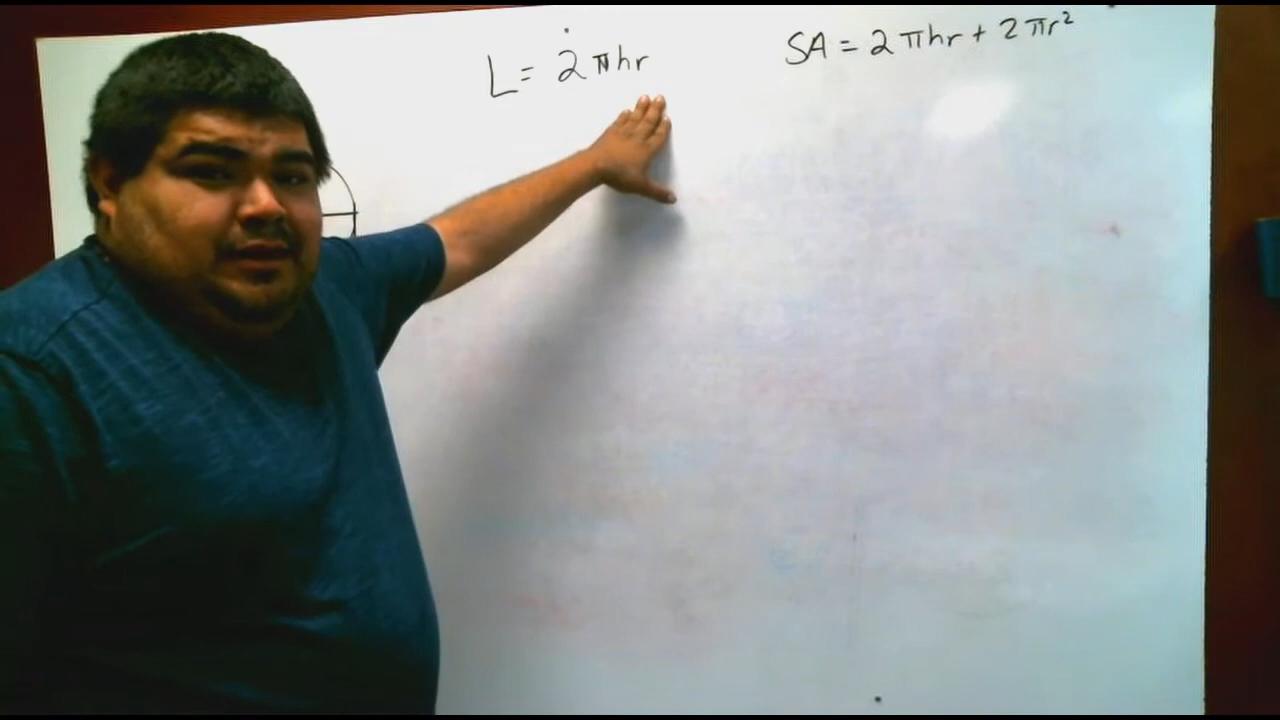 L = 2πhr
SA = 2πhr + 2πr²